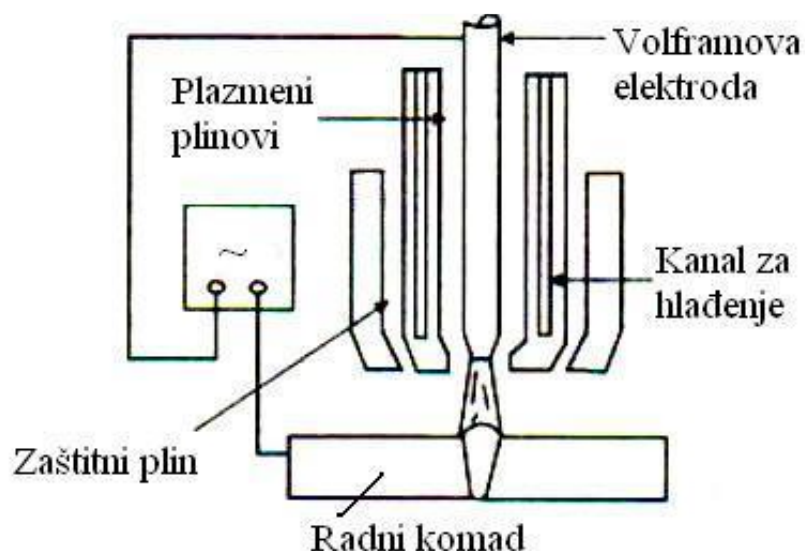 Volframova
elektroda
Plazmeni
plinovi
~
Kanal za
hlađenje
Zaštitni plin
Radni komad